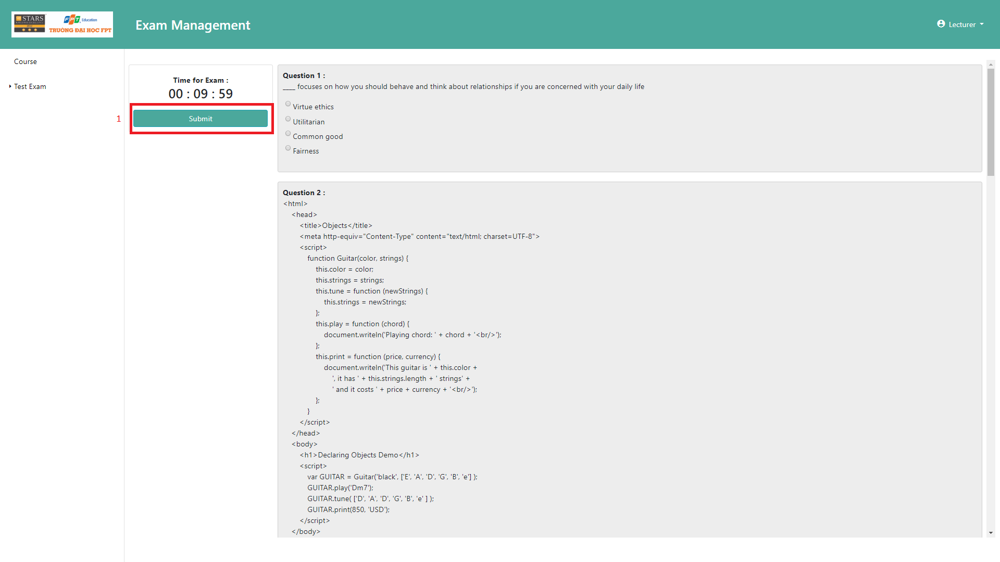 STARS
FPT Education
TRƯỜNG ĐẠI HỌC FPT
Exam Management
Lecturer
Course
Test Exam
Time for Exam :
00 : 09 : 59
1
Submit
Question 1 :
____ focuses on how you should behave and think about relationships if you are concerned with your daily life
Virtue ethics
Utilitarian
Common good
Fairness
Question 2 :
<html>
<head>
<title>Objects</title>
<meta http-equiv="Content-Type" content="text/html; charset=UTF-8">
<script>
function Guitar(color, strings) {
this.color = color;
this.strings = strings;
this.tune = function (newStrings) {
this.strings = newStrings;
};
this.play = function (chord) {
document.writeln('Playing chord: ' + chord + '<br/>');
};
this.print = function (price, currency) {
document.writeln('This guitar is ' + this.color +
', it has ' + this.strings.length + ' strings' +
' and it costs ' + price + currency + '<br/>');
};
}
</script>
</head>
<body>
<h1>Declaring Objects Demo</h1>
<script>
var GUITAR = Guitar('black', ['E', 'A', 'D', 'G', 'B', 'e'] );
GUITAR.play('Dm7');
GUITAR.tune( ['D', 'A', 'D', 'G', 'B', 'e' ] );
GUITAR.print(850, 'USD');
</script>
</body>